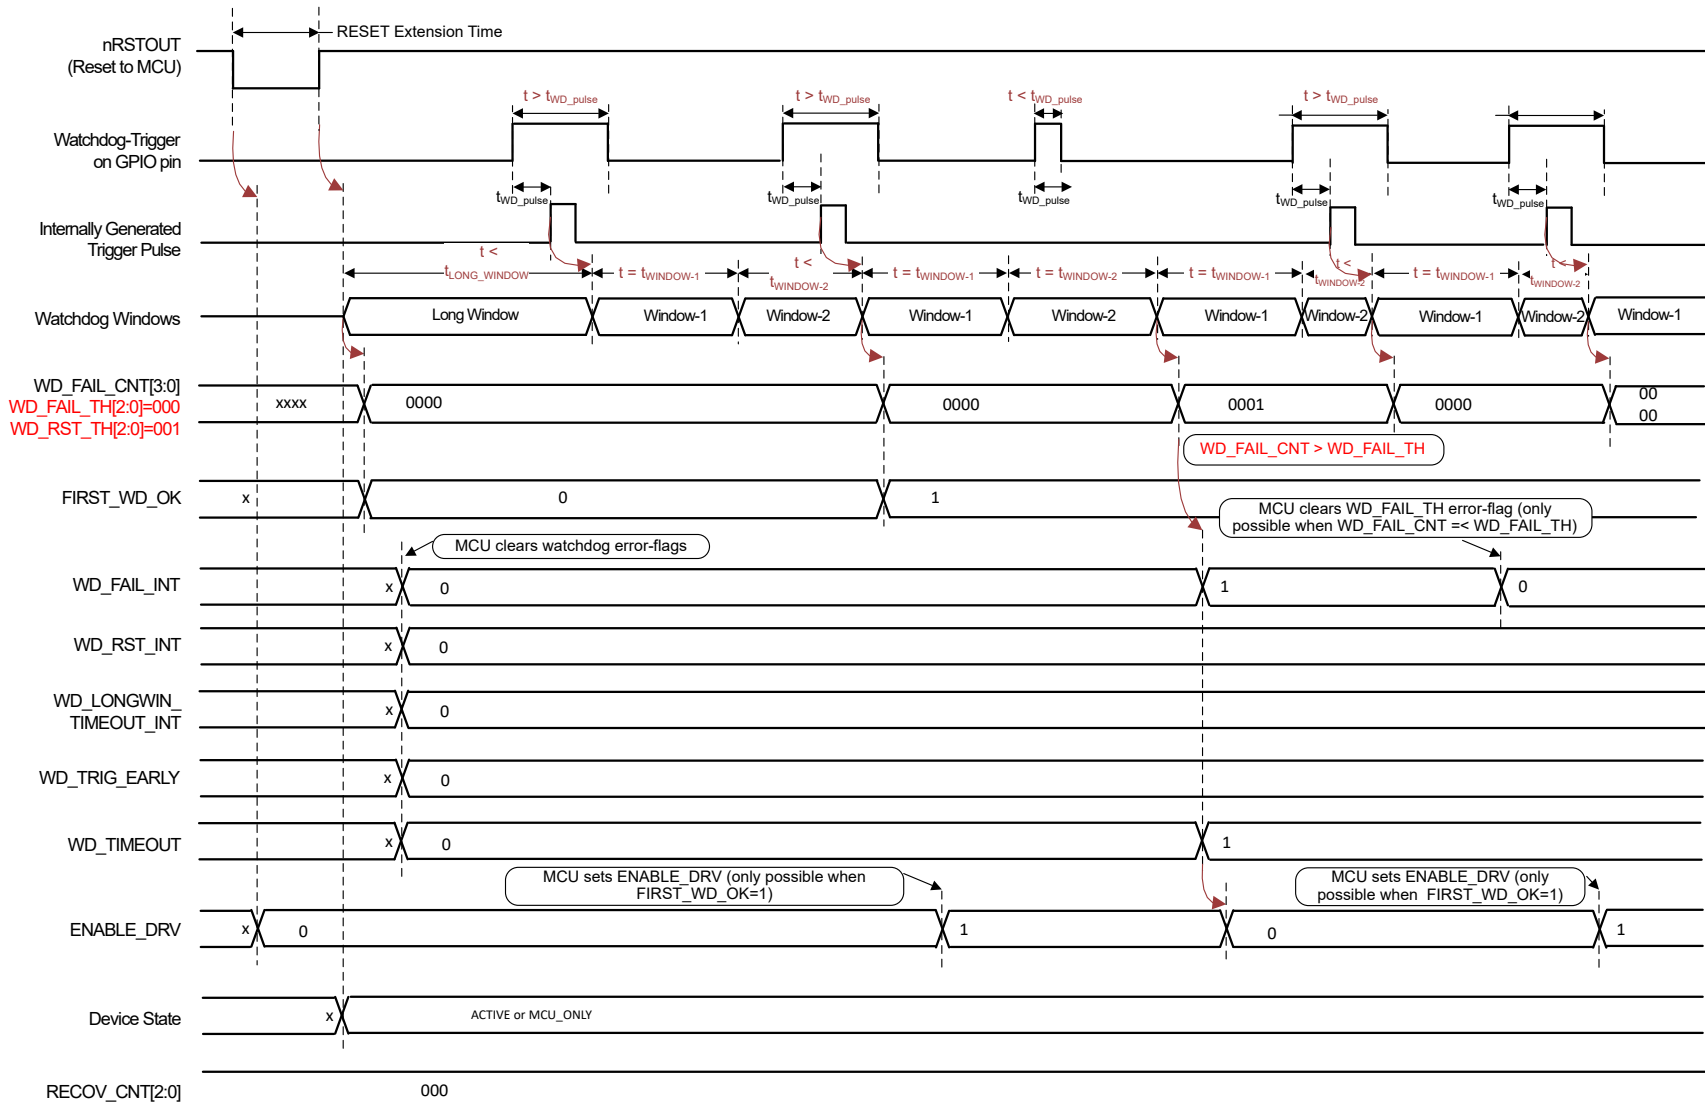 RESET Extension Time
nRSTOUT
(Reset to MCU)
t > tWD_pulse t > tWD_pulse t < tWD_pulse t > tWD_pulse
Watchdog-Trigger
on GPIO pin
tWD_pulse tWD_pulse tWD_pulse tWD_pulse tWD_pulse
Internally Generated
Trigger Pulse
t < tLONG_WINDOW t = tWINDOW-1 t < tWINDOW-2 t = tWINDOW-1 t = tWINDOW-2 t = tWINDOW-1 t < tWINDOW-2 t = tWINDOW-1 t < tWINDOW-2
Watchdog Windows Long Window Window-1 Window-2 Window-1 Window-2 Window-1 Window-2 Window-1 Window-2 Window-1
WD_FAIL_CNT[3:0]
WD_FAIL_TH[2:0]=000 xxxx 0000 0000 0001 0000 00
00
WD_RST_TH[2:0]=001
WD_FAIL_CNT > WD_FAIL_TH
FIRST_WD_OK x 0 1
MCU clears WD_FAIL_TH error-flag (only
possible when WD_FAIL_CNT =< WD_FAIL_TH)
MCU clears watchdog error-flags
WD_FAIL_INT x 0 1 0
WD_RST_INT x 0
WD_LONGWIN_
TIMEOUT_INT x 0
WD_TRIG_EARLY x 0
WD_TIMEOUT x 0 1
MCU sets ENABLE_DRV (only possible when
FIRST_WD_OK=1)
MCU sets ENABLE_DRV (only
possible when FIRST_WD_OK=1)
ENABLE_DRV x 0 1 0 1
Device State x ACTIVE or MCU_ONLY
RECOV_CNT[2:0] 000